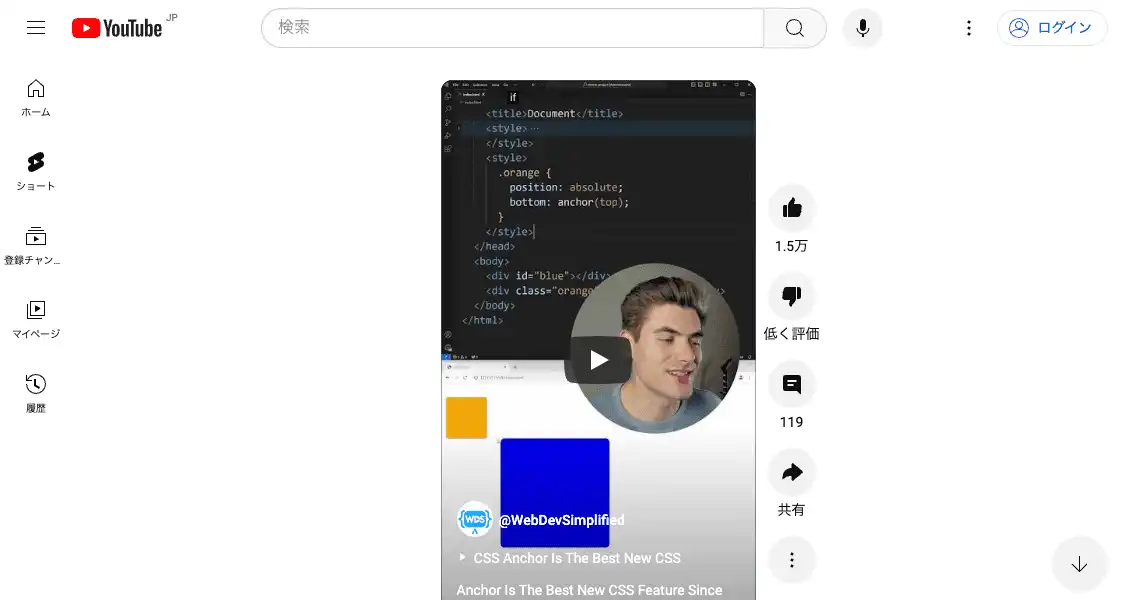 YouTube JP
検索
ログイン
ホーム
ショート
登録チャン...
マイページ
履歴
if
<title>Document</title>
<style> ...
</style>
<style>
.orange {
position: absolute;
bottom: anchor(top);
}
</style>
</head>
<body>
<div id="blue"></div>
<div class="orange"
</body>
</html>
1.5万
低く評価
119
共有
WDS
@WebDevSimplified
CSS Anchor Is The Best New CSS
Anchor Is The Best New CSS Feature Since